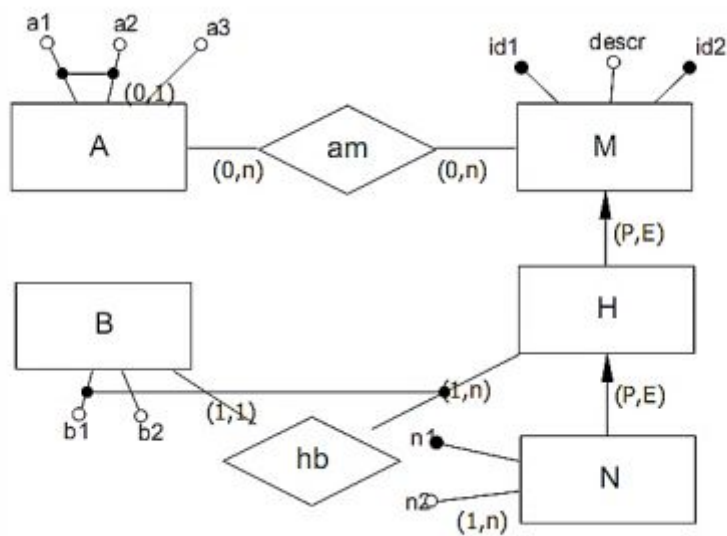 a1 a2 a3
(0,1)
A
(0,n)
am
(0,n)
id1 descr id2
M
(P,E)
H
B
b1 b2
(1,1)
(1,n)
hb
(P,E)
n1
n2
(1,n)
N